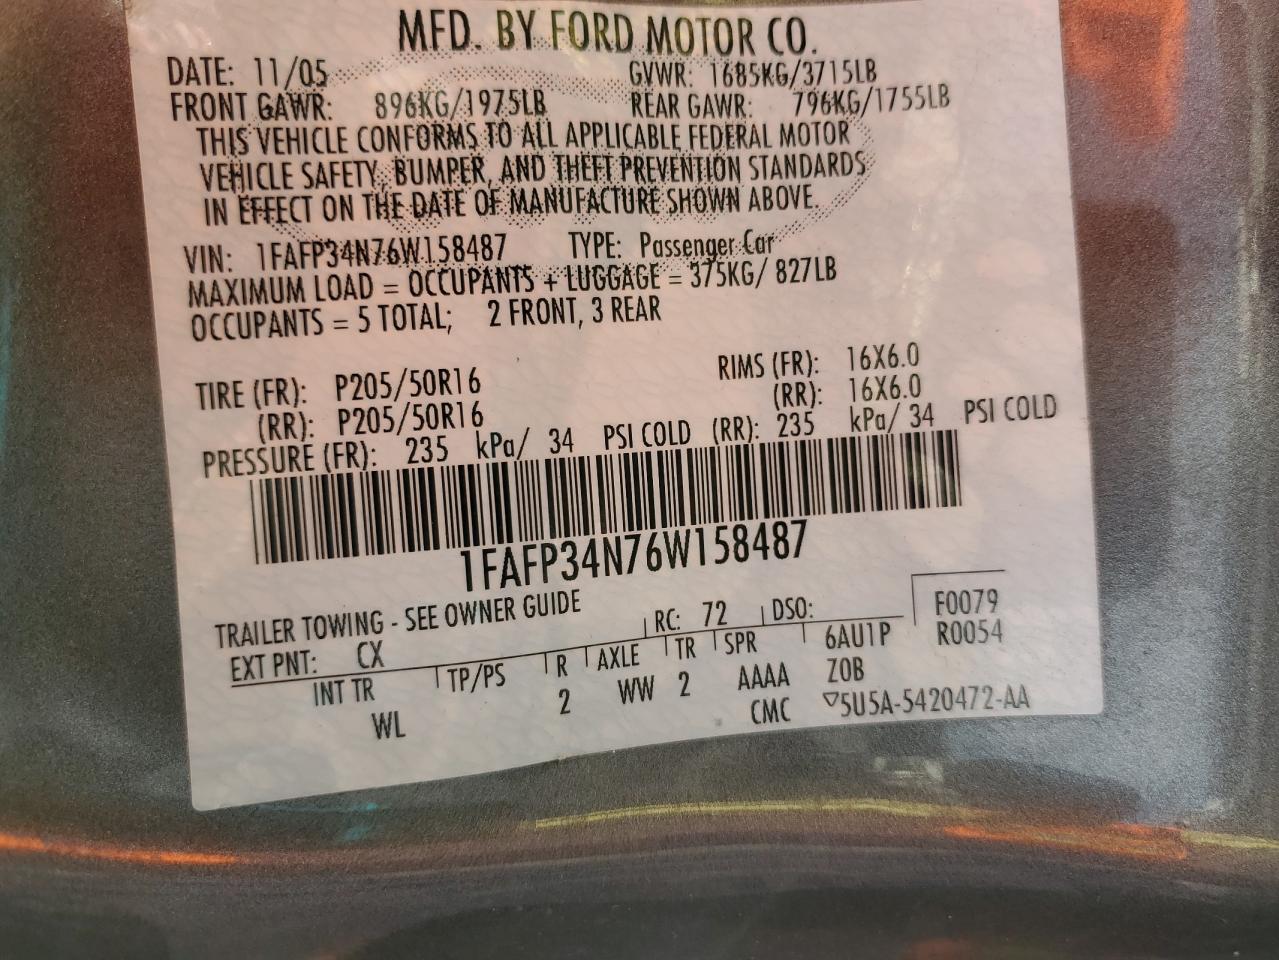 MFD. BY FORD MOTOR CO.
DATE: 11/05 GVWR: 1685KG/3715LB
FRONT GAWR: 896KG/1975LB REAR GAWR: 796KG/1755LB
THIS VEHICLE CONFORMS TO ALL APPLICABLE FEDERAL MOTOR
VEHICLE SAFETY, BUMPER, AND THEFT PREVENTION STANDARDS
IN EFFECT ON THE DATE OF MANUFACTURE SHOWN ABOVE.
VIN: 1FAFP34N76W158487 TYPE: Passenger Car
MAXIMUM LOAD = OCCUPANTS + LUGGAGE = 375KG/ 827LB
OCCUPANTS = 5 TOTAL; 2 FRONT, 3 REAR
TIRE (FR): P205/50R16 RIMS (FR): 16X6.0
(RR): P205/50R16 (RR): 16X6.0
PRESSURE (FR): 235 kPa/ 34 PSI COLD (RR): 235 kPa/ 34 PSI COLD
1FAFP34N76W158487
TRAILER TOWING - SEE OWNER GUIDE
EXT PNT: CX RC: 72 DSO: F0079
INT TR TP/PS R AXLE TR SPR 6AU1P R0054
WL 2 WW 2 AAAA Z0B
CMC ▽5U5A-5420472-AA